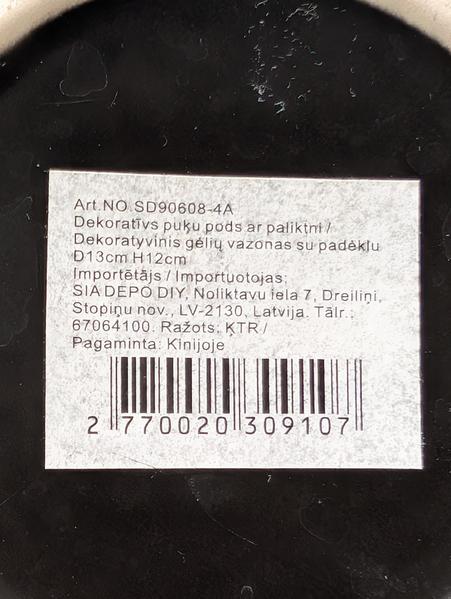 Art.NO.SD90608-4A
Dekoratīvs puķu pods ar paliktni /
Dekoratyvinis gėlių vazonas su padėklu
D13cm H12cm
Importētājs / Importuotojas:
SIA DEPO DIY, Noliktavu iela 7, Dreiliņi,
Stopiņu nov., LV-2130, Latvija. Tālr.:
67064100. Ražots: ĶTR /
Pagaminta: Kinijoje
2 770020 309107